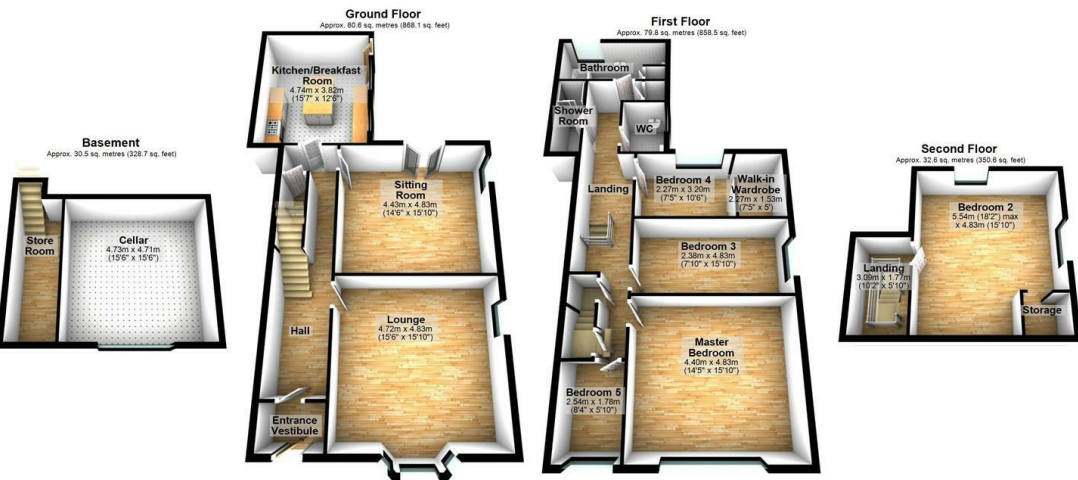 Basement
Approx. 30.5 sq. metres (328.7 sq. feet)
Store
Room
Cellar
4.73m x 4.71m
(15'6" x 15'6")
Ground Floor
Approx. 80.6 sq. metres (868.1 sq. feet)
Kitchen/Breakfast
Room
4.74m x 3.82m
(15'7" x 12'6")
Sitting
Room
4.43m x 4.83m
(14'6" x 15'10")
Hall
Lounge
4.72m x 4.83m
(15'6" x 15'10")
Entrance
Vestibule
First Floor
Approx. 79.8 sq. metres (858.5 sq. feet)
Bathroom
Shower
Room
WC
Landing
Bedroom 4
2.27m x 3.20m
(7'5" x 10'6")
Walk-in
Wardrobe
2.27m x 1.53m
(7'5" x 5')
Bedroom 3
2.38m x 4.83m
(7'10" x 15'10")
Master
Bedroom
4.40m x 4.83m
(14'5" x 15'10")
Bedroom 5
2.54m x 1.78m
(8'4" x 5'10")
Second Floor
Approx. 32.6 sq. metres (350.6 sq. feet)
Bedroom 2
5.54m (18'2") max
x 4.83m (15'10")
Landing
3.09m x 1.77m
(10'2" x 5'10")
Storage